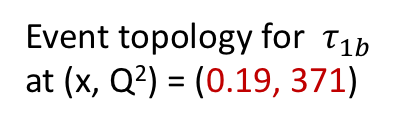 Event topology for τ₁b
at (x, Q²) = (0.19, 371)